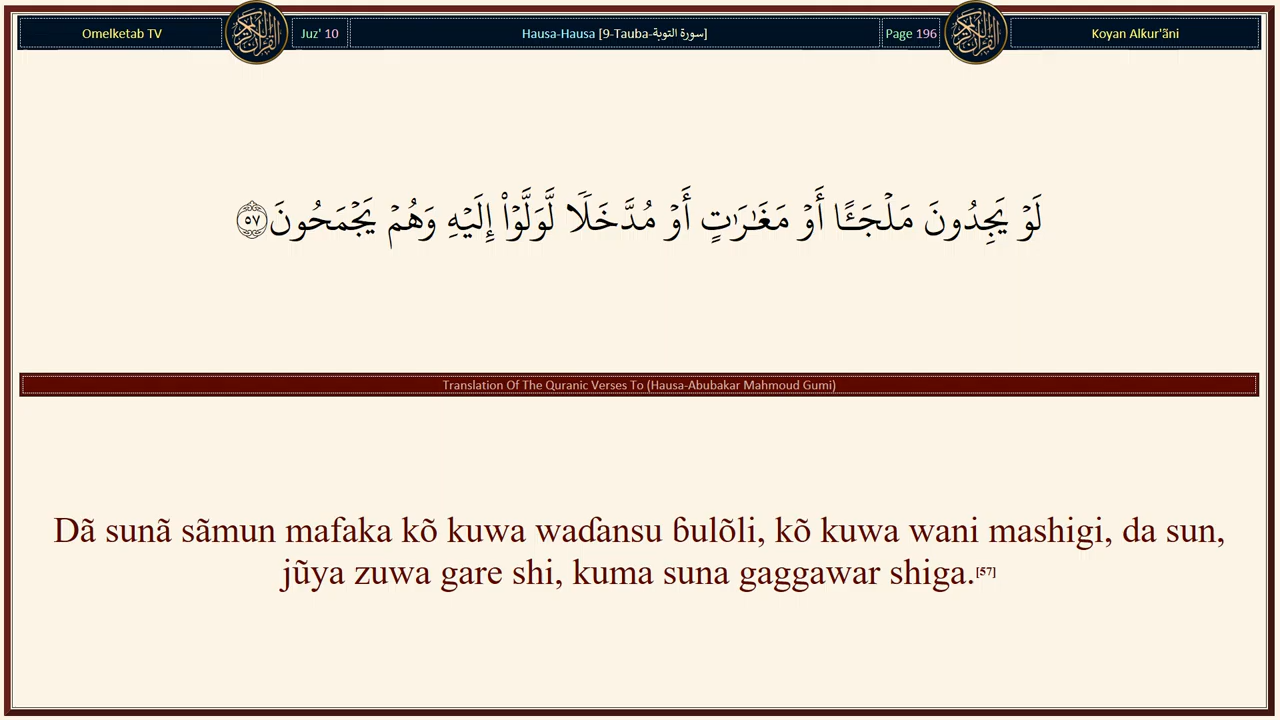 Omelketab TV
Juz' 10
Hausa-Hausa [9-Tauba-سورة التوبة]
Page 196
Koyan Alƙur'ãni
لَوۡ يَجِدُونَ مَلۡجَـًٔا أَوۡ مَغَٰرَٰتٍ أَوۡ مُدَّخَلٗا لَّوَلَّوۡاْ إِلَيۡهِ وَهُمۡ يَجۡمَحُونَ ٥٧
Translation Of The Quranic Verses To (Hausa-Abubakar Mahmoud Gumi)
Dã sunã sãmun mafaka kõ kuwa waɗansu ɓulõli, kõ kuwa wani mashigi, da sun,
jũya zuwa gare shi, kuma suna gaggawar shiga.[57]